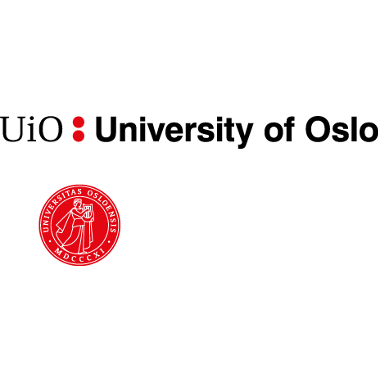 UiO : University of Oslo
UNIVERSITAS OSLOENSIS
MDCCCXI